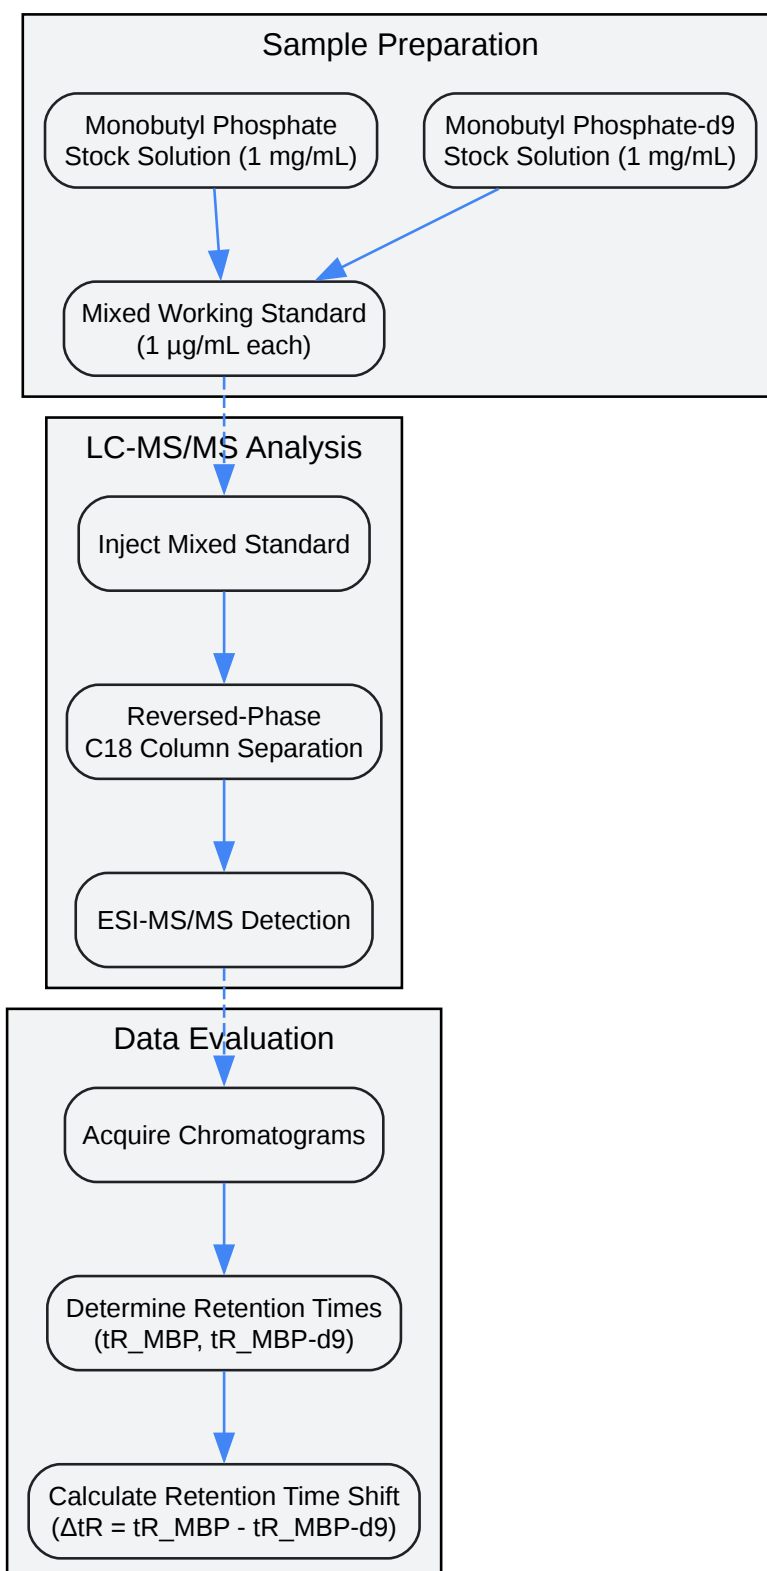 Sample Preparation
Monobutyl Phosphate
Stock Solution (1 mg/mL)
Monobutyl Phosphate-d9
Stock Solution (1 mg/mL)
Mixed Working Standard
(1 µg/mL each)
LC-MS/MS Analysis
Inject Mixed Standard
Reversed-Phase
C18 Column Separation
ESI-MS/MS Detection
Data Evaluation
Acquire Chromatograms
Determine Retention Times
(tR_MBP, tR_MBP-d9)
Calculate Retention Time Shift
(ΔtR = tR_MBP - tR_MBP-d9)